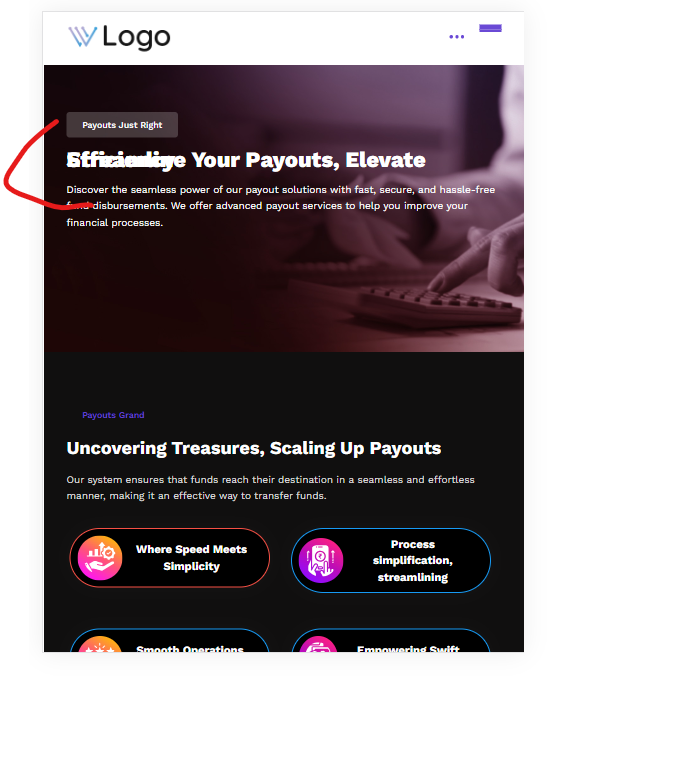 Logo
Payouts Just Right
Your Payouts, Elevate
Discover the seamless power of our payout solutions with fast, secure, and hassle-free
fund disbursements. We offer advanced payout services to help you improve your
financial processes.
Payouts Grand
Uncovering Treasures, Scaling Up Payouts
Our system ensures that funds reach their destination in a seamless and effortless
manner, making it an effective way to transfer funds.
Where Speed Meets
Simplicity
Process
simplification,
streamlining
Smooth Operations
Empowering Swift